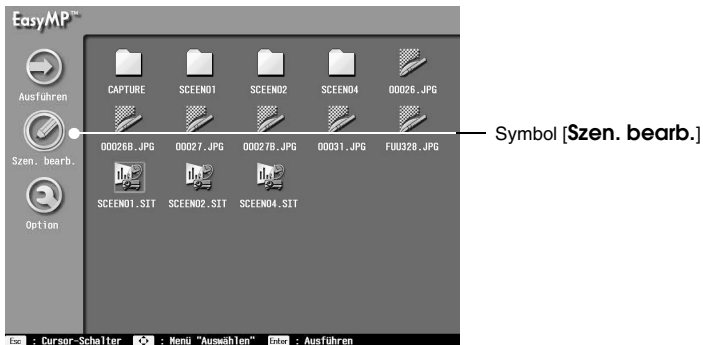 EasyMP™
Ausführen
CAPTURE SCEEN01 SCEEN02 SCEEN04 00026.JPG
Szen. bearb.
00026B.JPG 00027.JPG 00027B.JPG 00031.JPG FUU328.JPG
Symbol [Szen. bearb.]
SCEEN01.SIT SCEEN02.SIT SCEEN04.SIT
Option
Esc : Cursor-Schalter : Menü "Auswählen" Enter : Ausführen